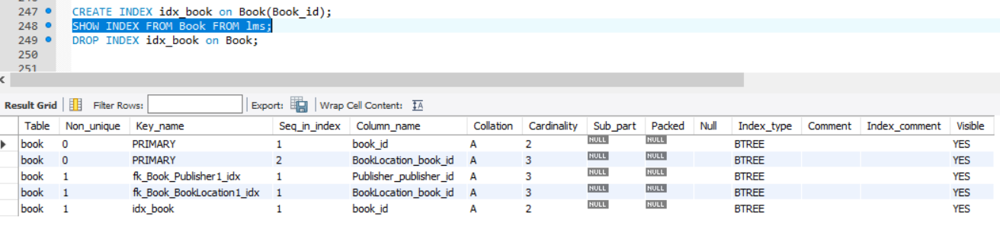 247 CREATE INDEX idx_book on Book(Book_id);
248 SHOW INDEX FROM Book FROM lms;
249 DROP INDEX idx_book on Book;
250
251
Result Grid Filter Rows: Export: Wrap Cell Content: IA
Table Non_unique Key_name Seq_in_index Column_name Collation Cardinality Sub_part Packed Null Index_type Comment Index_comment Visible
book 0 PRIMARY 1 book_id A 2 NULL NULL BTREE YES
book 0 PRIMARY 2 BookLocation_book_id A 3 NULL NULL BTREE YES
book 1 fk_Book_Publisher1_idx 1 Publisher_publisher_id A 3 NULL NULL BTREE YES
book 1 fk_Book_BookLocation1_idx 1 BookLocation_book_id A 3 NULL NULL BTREE YES
book 1 idx_book 1 book_id A 2 NULL NULL BTREE YES